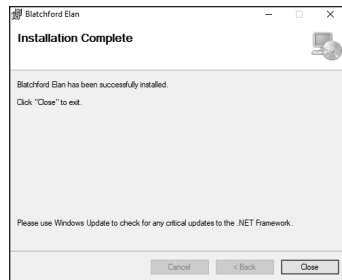 Blatchford Elan
Installation Complete
Blatchford Elan has been successfully installed.
Click "Close" to exit.
Please use Windows Update to check for any critical updates to the .NET Framework.
Cancel
< Back
Close